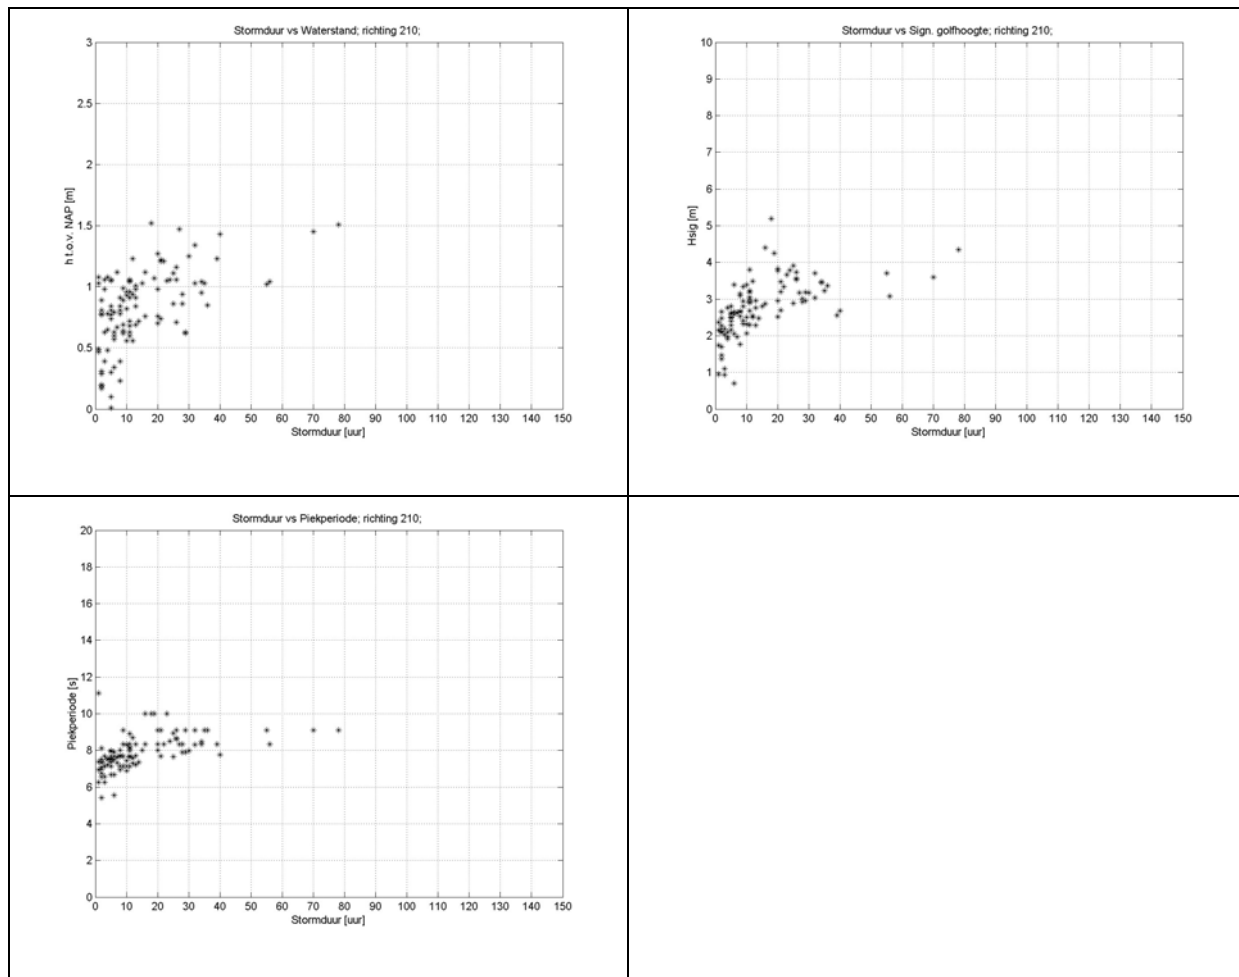 Stormduur vs Waterstand; richting 210;
3
2.5
2
1.5
1
0.5
0
h t.o.v. NAP [m]
0 10 20 30 40 50 60 70 80 90 100 110 120 130 140 150
Stormduur [uur]
Stormduur vs Sign. golfhoogte; richting 210;
10
9
8
7
6
5
4
3
2
1
0
Hsig [m]
0 10 20 30 40 50 60 70 80 90 100 110 120 130 140 150
Stormduur [uur]
Stormduur vs Piekperiode; richting 210;
20
18
16
14
12
10
8
6
4
2
0
Piekperiode [s]
0 10 20 30 40 50 60 70 80 90 100 110 120 130 140 150
Stormduur [uur]